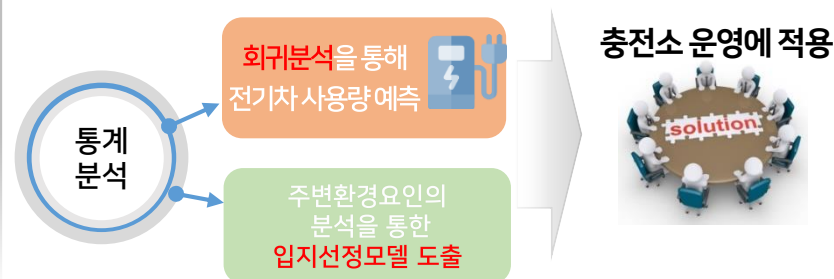 통계
분석
회귀분석을 통해
전기차 사용량 예측
주변환경요인의
분석을 통한
입지선정모델 도출
충전소 운영에 적용
solution